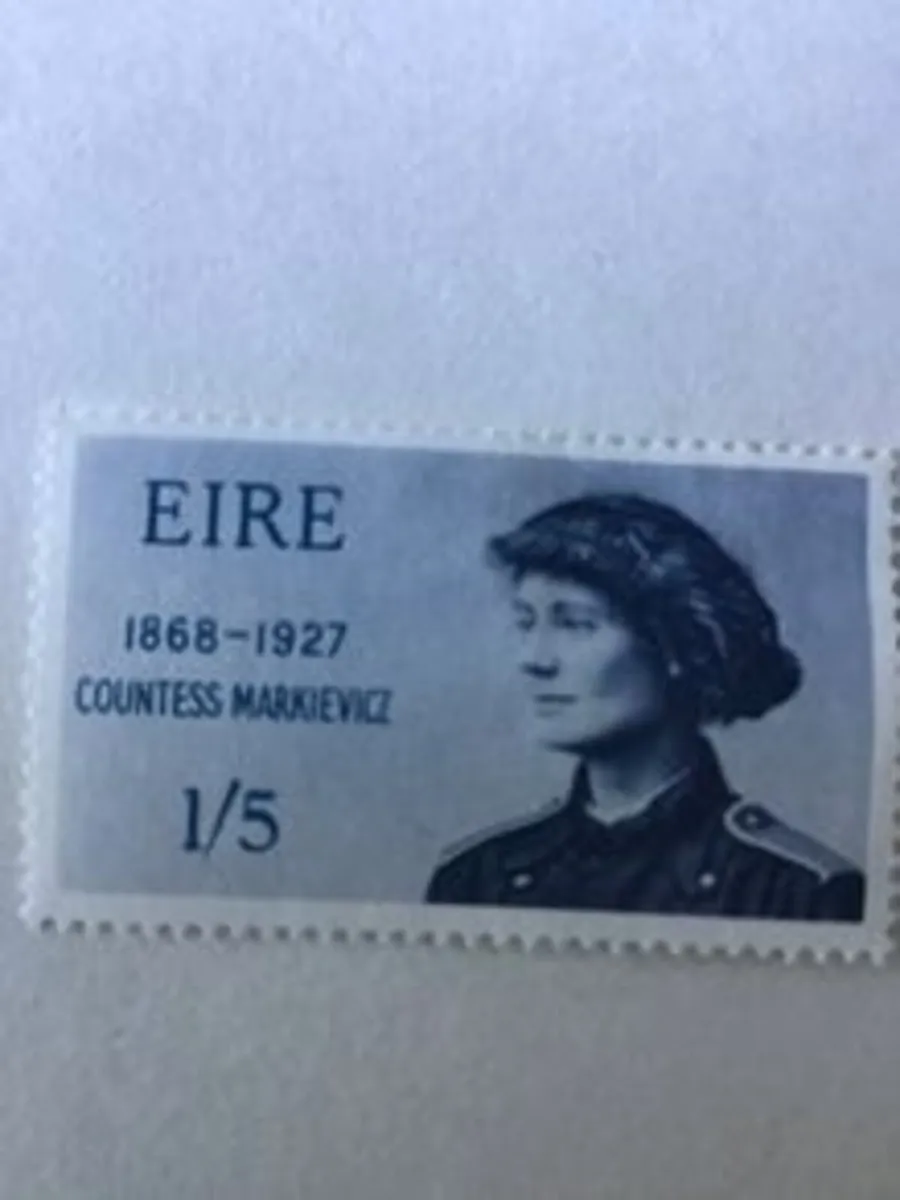 EIRE
1868-1927
COUNTESS MARKIEVICZ
1/5